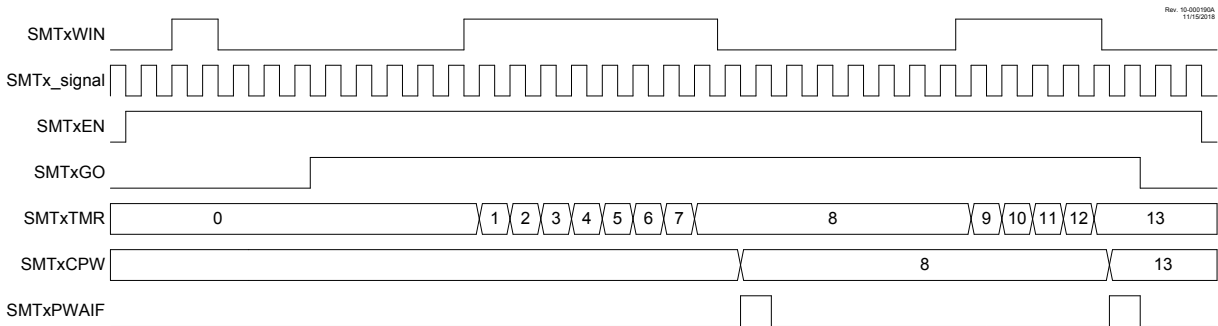 Rev. 10-000190A
11/15/2018
SMTxWIN
SMTx_signal
SMTxEN
SMTxGO
SMTxTMR 0 1 2 3 4 5 6 7 8 9 10 11 12 13
SMTxCPW 8 13
SMTxPWAIF